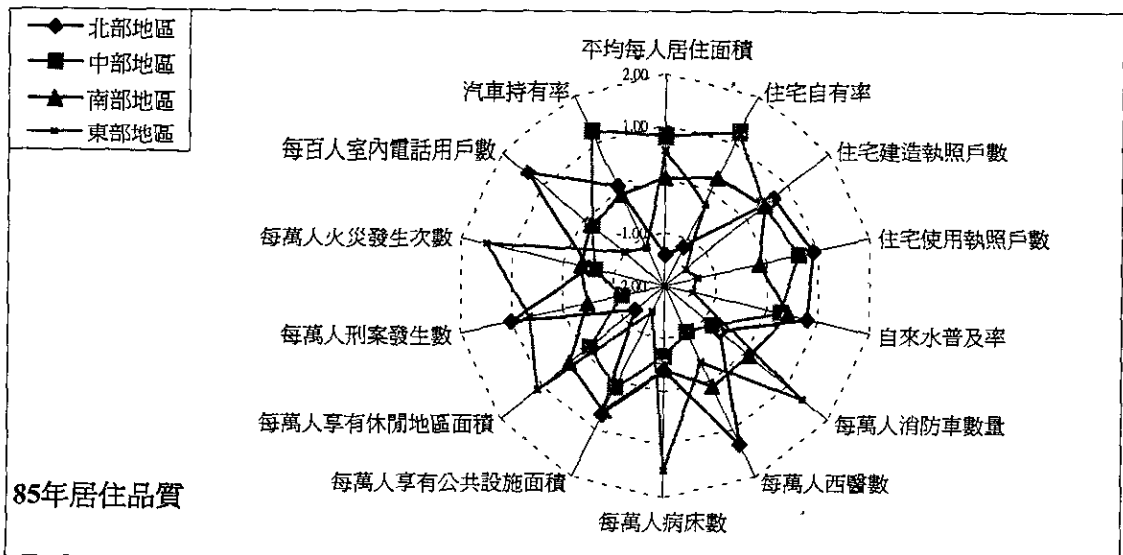 北部地區
中部地區
南部地區
東部地區
平均每人居住面積
住宅自有率
住宅建造執照戶數
住宅使用執照戶數
自來水普及率
每萬人消防車數量
每萬人西醫數
每萬人病床數
每萬人享有公共設施面積
每萬人享有休閒地區面積
每萬人刑案發生數
每萬人火災發生次數
每百人室內電話用戶數
汽車持有率
2.00
1.00
-1.00
85年居住品質